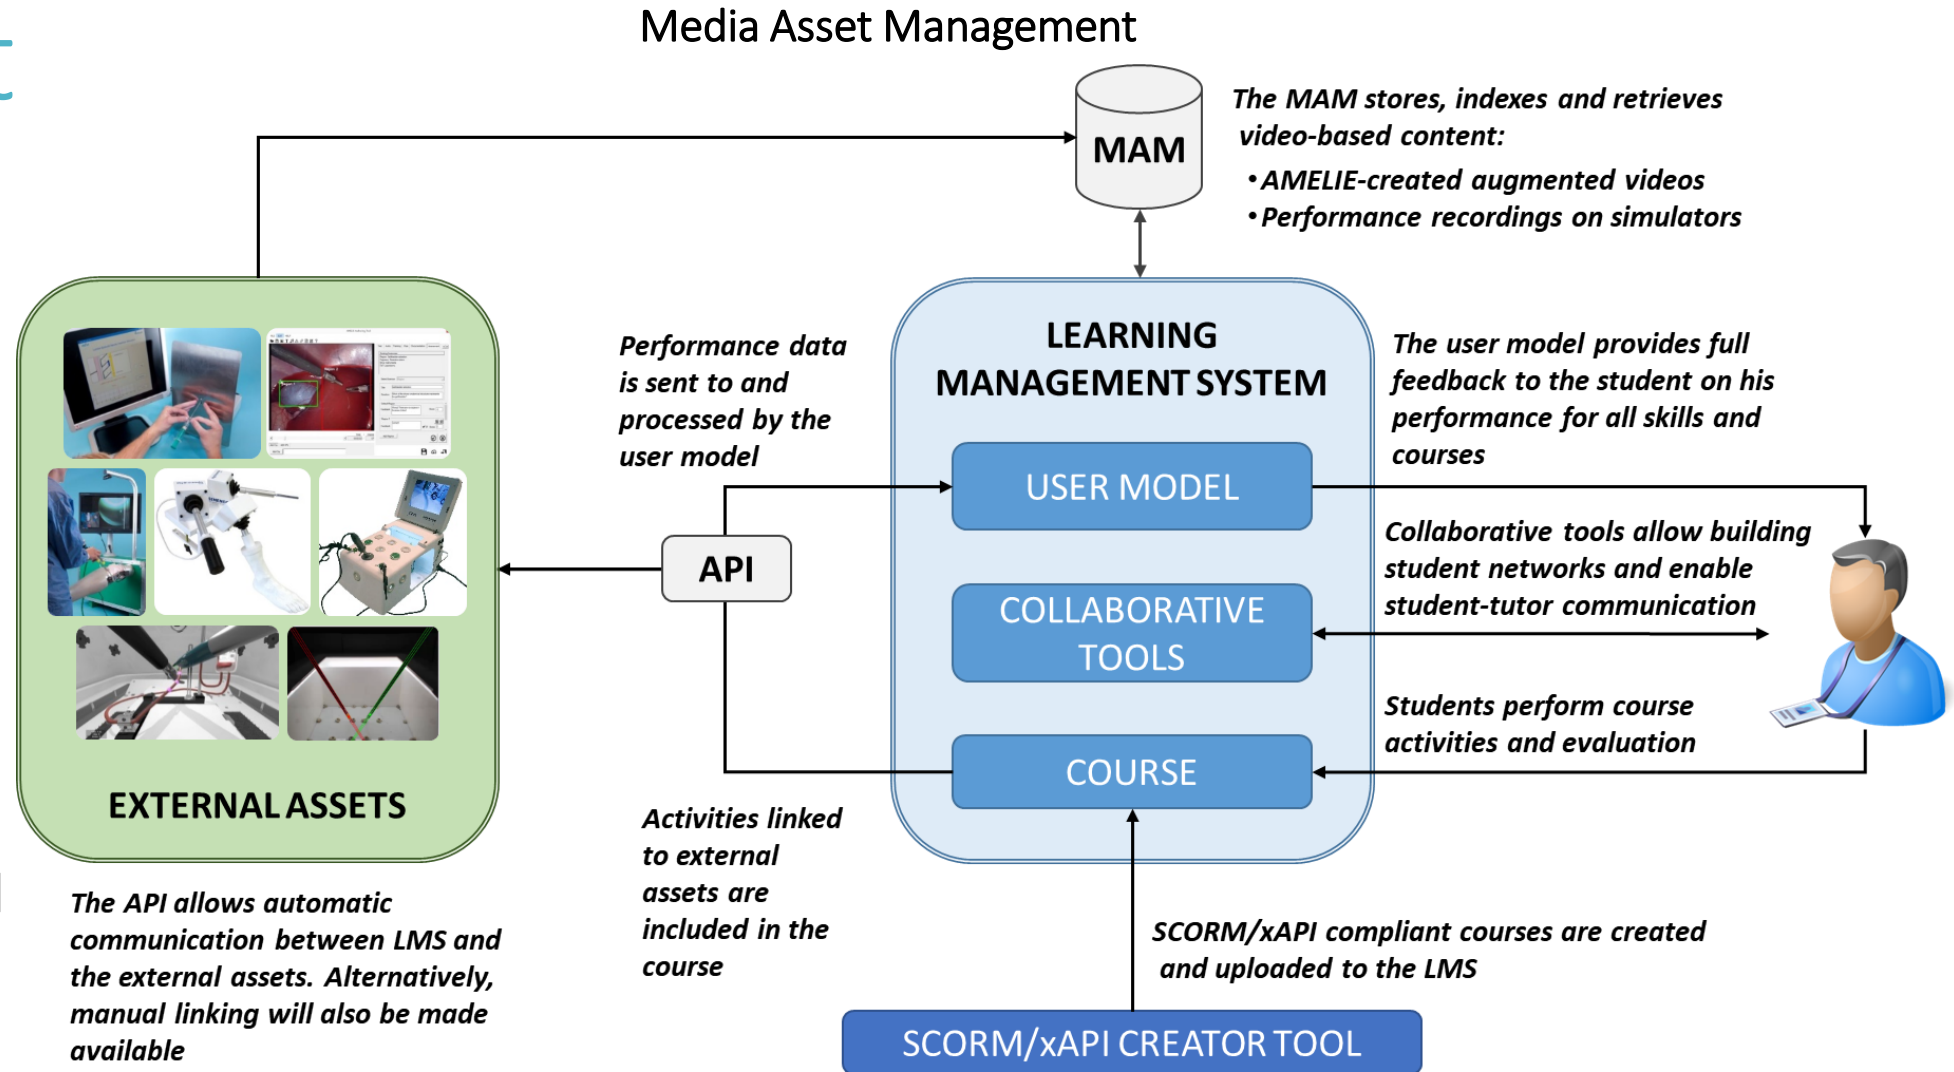 Media Asset Management
t
MAM
The MAM stores, indexes and retrieves
video-based content:
• AMELIE-created augmented videos
• Performance recordings on simulators
Performance data
is sent to and
processed by the
user model
LEARNING
MANAGEMENT SYSTEM
USER MODEL
COLLABORATIVE
TOOLS
COURSE
The user model provides full
feedback to the student on his
performance for all skills and
courses
Collaborative tools allow building
student networks and enable
student-tutor communication
Students perform course
activities and evaluation
API
EXTERNAL ASSETS
The API allows automatic
communication between LMS and
the external assets. Alternatively,
manual linking will also be made
available
Activities linked
to external
assets are
included in the
course
SCORM/xAPI compliant courses are created
and uploaded to the LMS
SCORM/xAPI CREATOR TOOL